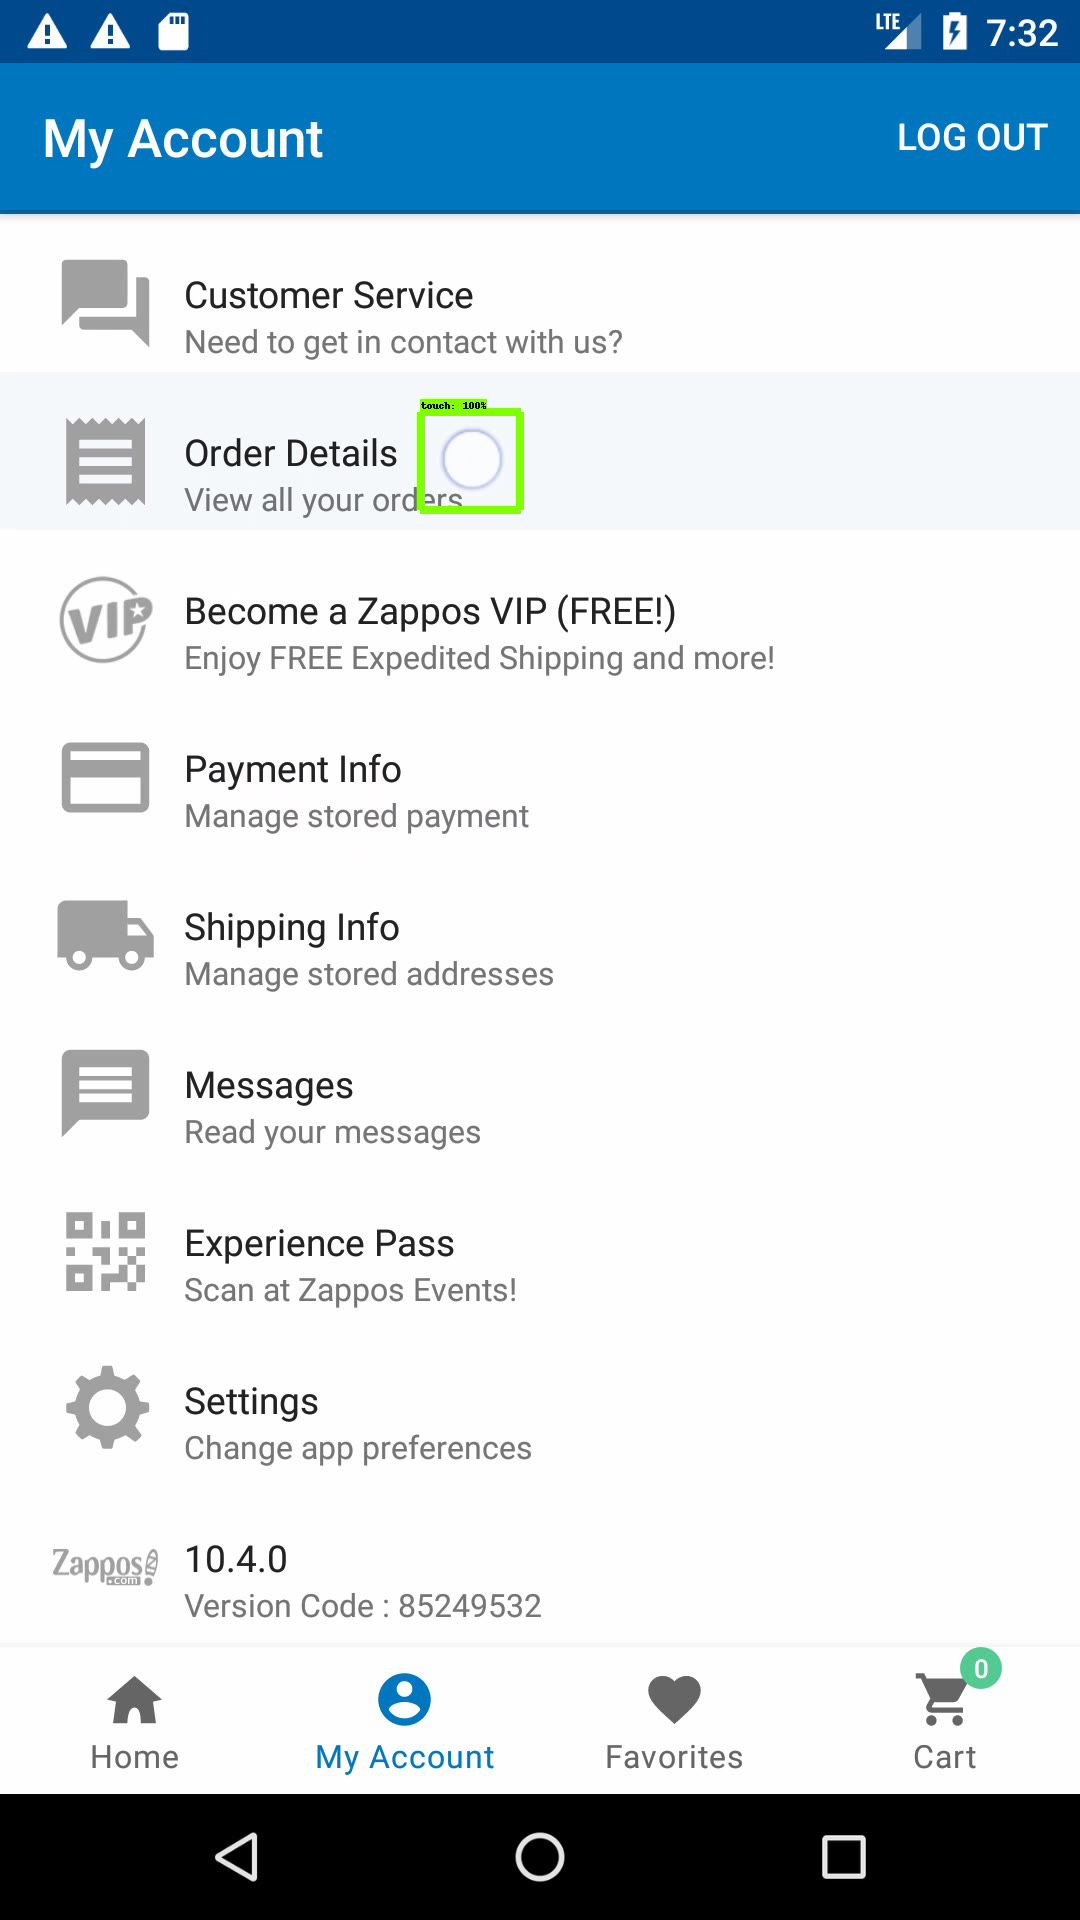 LTE 7:32
My Account LOG OUT
Customer Service
Need to get in contact with us?
touch: 100%
Order Details
View all your orders
VIP
Become a Zappos VIP (FREE!)
Enjoy FREE Expedited Shipping and more!
Payment Info
Manage stored payment
Shipping Info
Manage stored addresses
Messages
Read your messages
Experience Pass
Scan at Zappos Events!
Settings
Change app preferences
Zappos
.com
10.4.0
Version Code : 85249532
0
Home My Account Favorites Cart